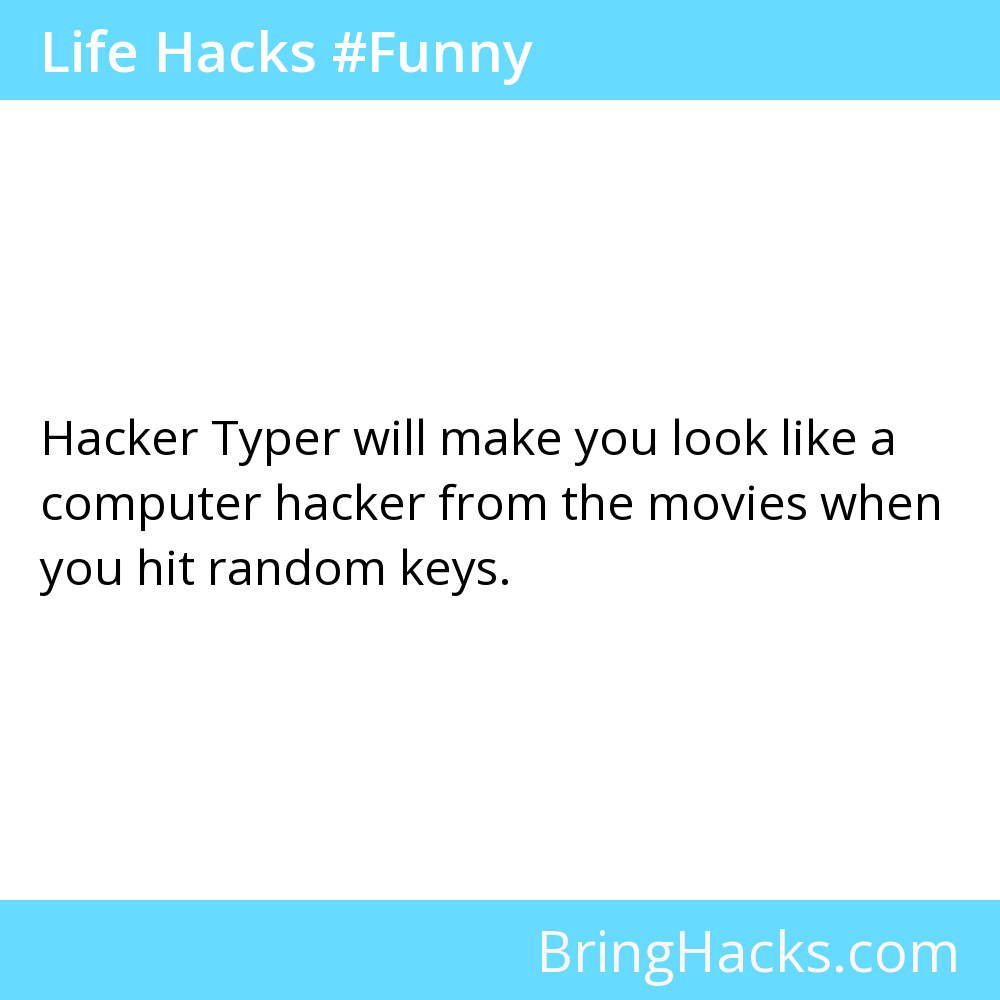 Life Hacks #Funny
Hacker Typer will make you look like a
computer hacker from the movies when
you hit random keys.
BringHacks.com